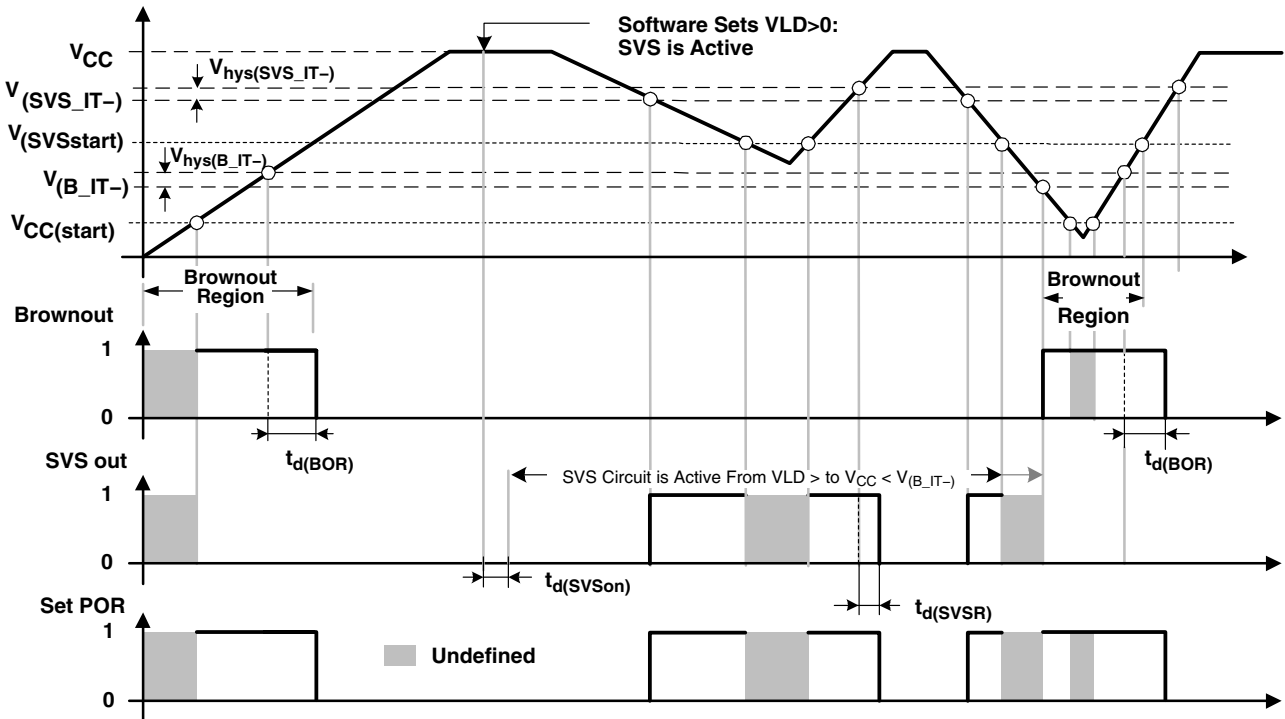 Software Sets VLD>0:
SVS is Active
VCC
Vhys(SVS_IT−)
V(SVS_IT−)
V(SVSstart)
Vhys(B_IT−)
V(B_IT−)
VCC(start)
Brownout
Region
Brownout
Region
Brownout
1
0
td(BOR)
td(BOR)
SVS out
SVS Circuit is Active From VLD > to VCC < V(B_IT−)
1
0
td(SVSon)
td(SVSR)
Set POR
1
Undefined
0